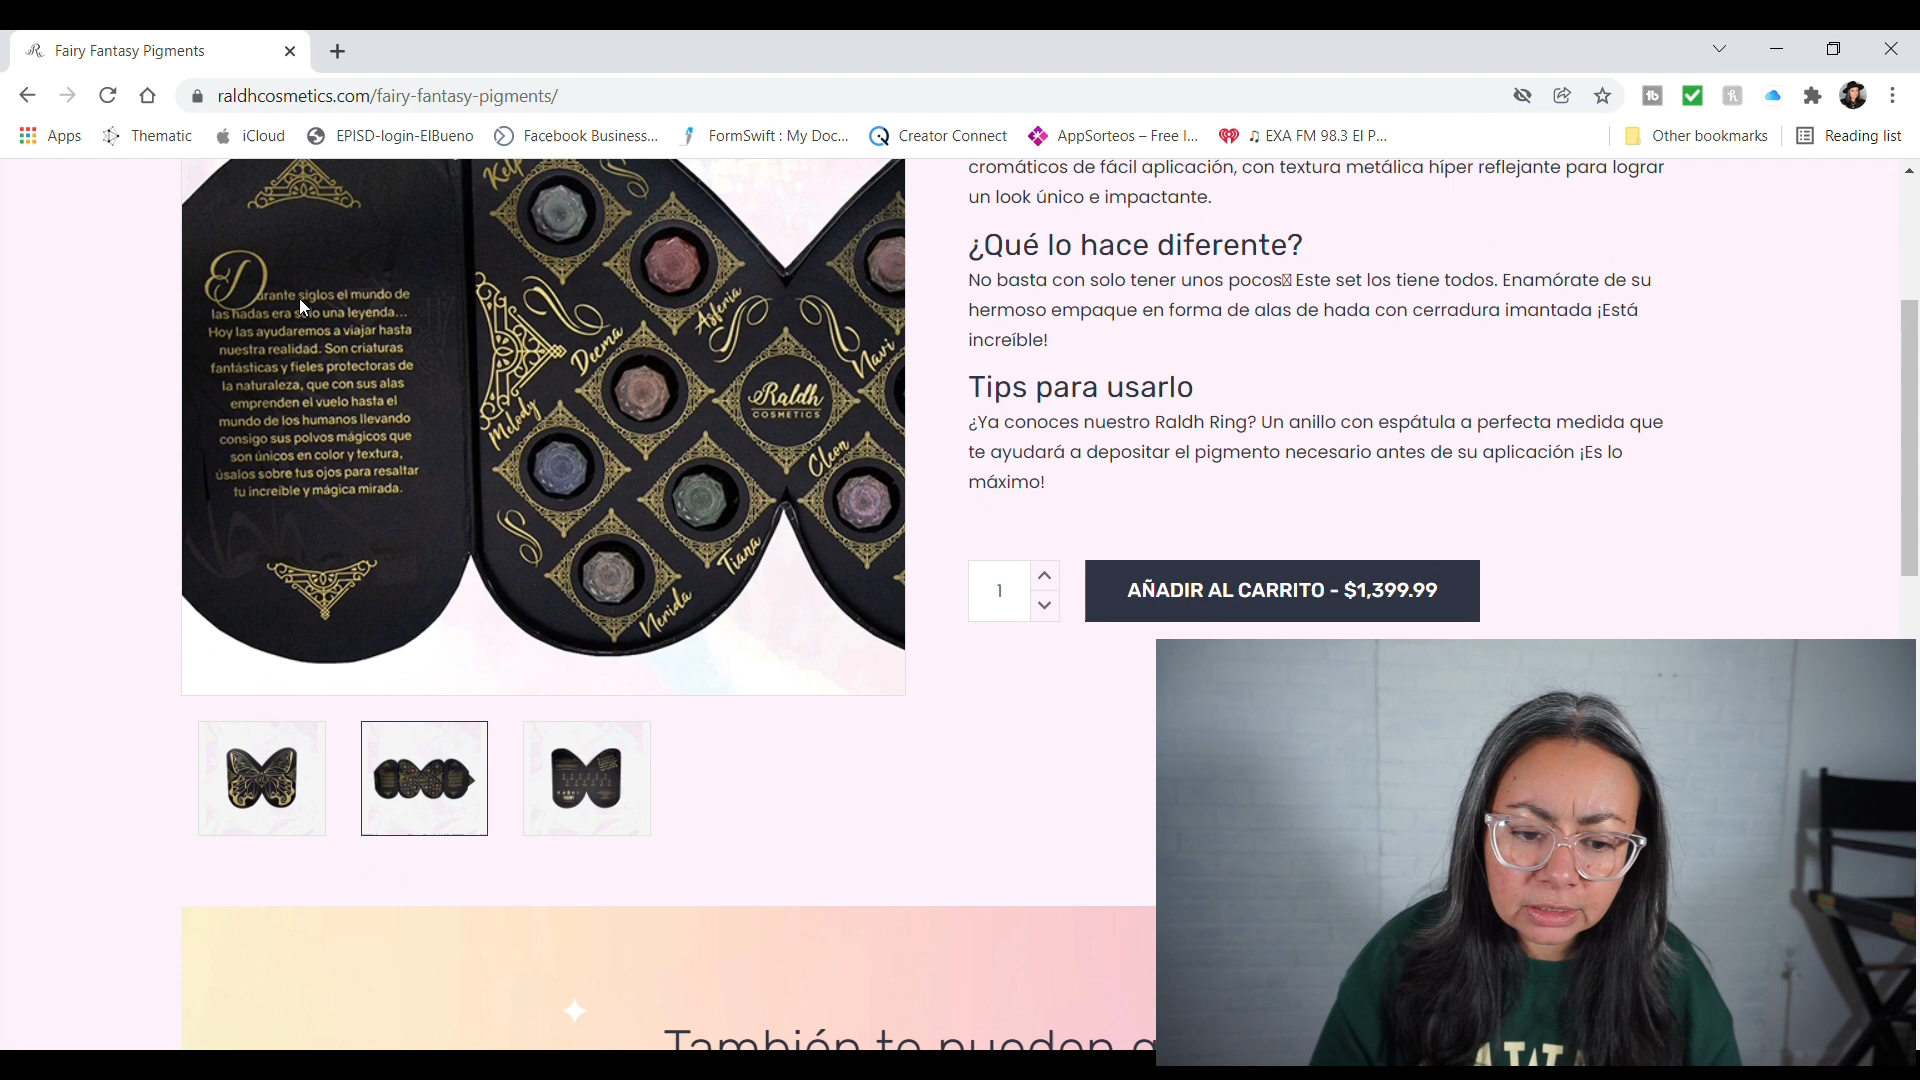 Fairy Fantasy Pigments
raldhcosmetics.com/fairy-fantasy-pigments/
Apps
Thematic
iCloud
EPISD-login-ElBueno
Facebook Business...
FormSwift : My Doc...
Creator Connect
AppSorteos – Free I...
♫ EXA FM 98.3 El P...
Other bookmarks
Reading list
Durante siglos el mundo de
las hadas era solo una leyenda...
Hoy las ayudaremos a viajar hasta
nuestra realidad. Son criaturas
fantásticas y fieles protectoras de
la naturaleza, que con sus alas
emprenden el vuelo hasta el
mundo de los humanos llevando
consigo sus polvos mágicos que
son únicos en color y textura,
úsalos sobre tus ojos para resaltar
tu increíble y mágica mirada.
Asfenia
Deema
Navi
Melody
Raldh
COSMETICS
Cleon
Tiana
Nerida
cromáticos de fácil aplicación, con textura metálica híper reflejante para lograr
un look único e impactante.
¿Qué lo hace diferente?
No basta con solo tener unos pocos Este set los tiene todos. Enamórate de su
hermoso empaque en forma de alas de hada con cerradura imantada ¡Está
increíble!
Tips para usarlo
¿Ya conoces nuestro Raldh Ring? Un anillo con espátula a perfecta medida que
te ayudará a depositar el pigmento necesario antes de su aplicación ¡Es lo
máximo!
1
AÑADIR AL CARRITO - $1,399.99
También te pueden